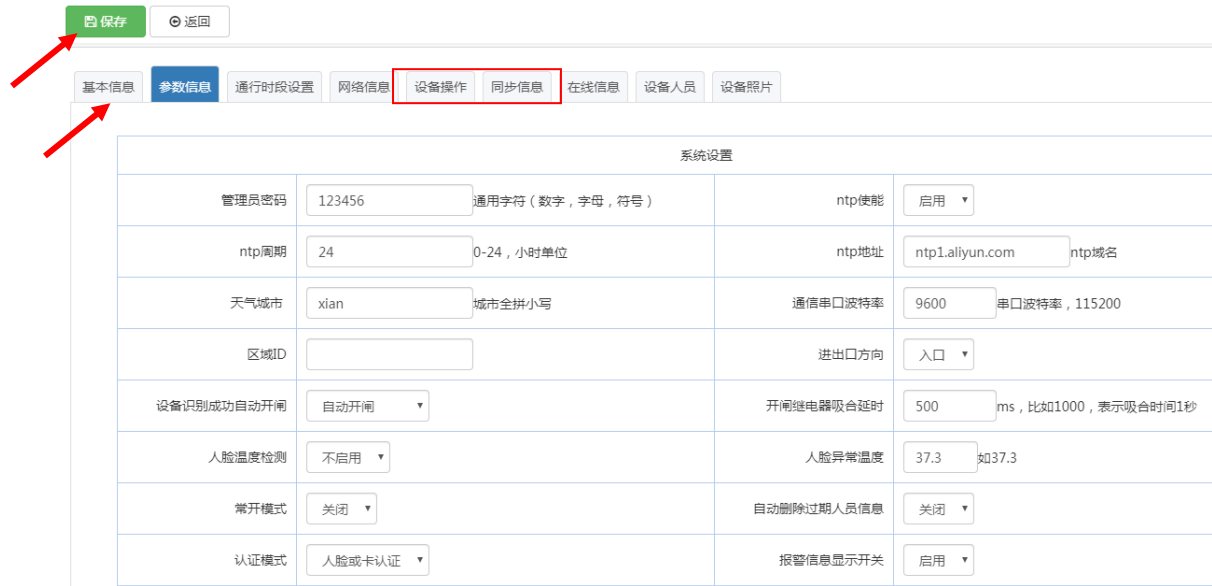 保存 返回
基本信息 参数信息 通行时段设置 网络信息 设备操作 同步信息 在线信息 设备人员 设备照片
系统设置
管理员密码 123456 通用字符(数字,字母,符号) ntp使能 启用
ntp周期 24 0-24,小时单位 ntp地址 ntp1.aliyun.com ntp域名
天气城市 xian 城市全拼小写 通信串口波特率 9600 串口波特率,115200
区域ID 进出口方向 入口
设备识别成功自动开闸 自动开闸 开闸继电器吸合延时 500 ms,比如1000,表示吸合时间1秒
人脸温度检测 不启用 人脸异常温度 37.3 如37.3
常开模式 关闭 自动删除过期人员信息 关闭
认证模式 人脸或卡认证 报警信息显示开关 启用